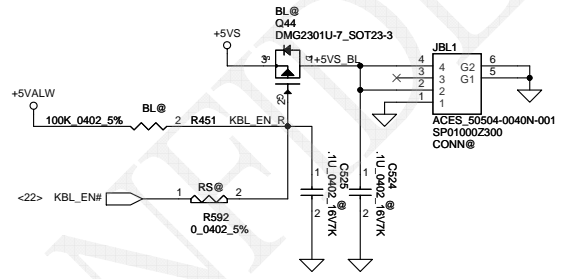 BL@
Q44
DMG2301U-7_SOT23-3
+5VS
3
1
+5VS_BL
2
JBL1
4
3
2
1
4
3
2
1
G2
G1
6
5
ACES_50504-0040N-001
SP01000Z300
CONN@
+5VALW
BL@
100K_0402_5%
2
R451
KBL_EN_R
<22>
KBL_EN#
1
RS@
2
R592
0_0402_5%
1
2
C525
@
.1U_0402_16V7K
1
2
C524
@
.1U_0402_16V7K